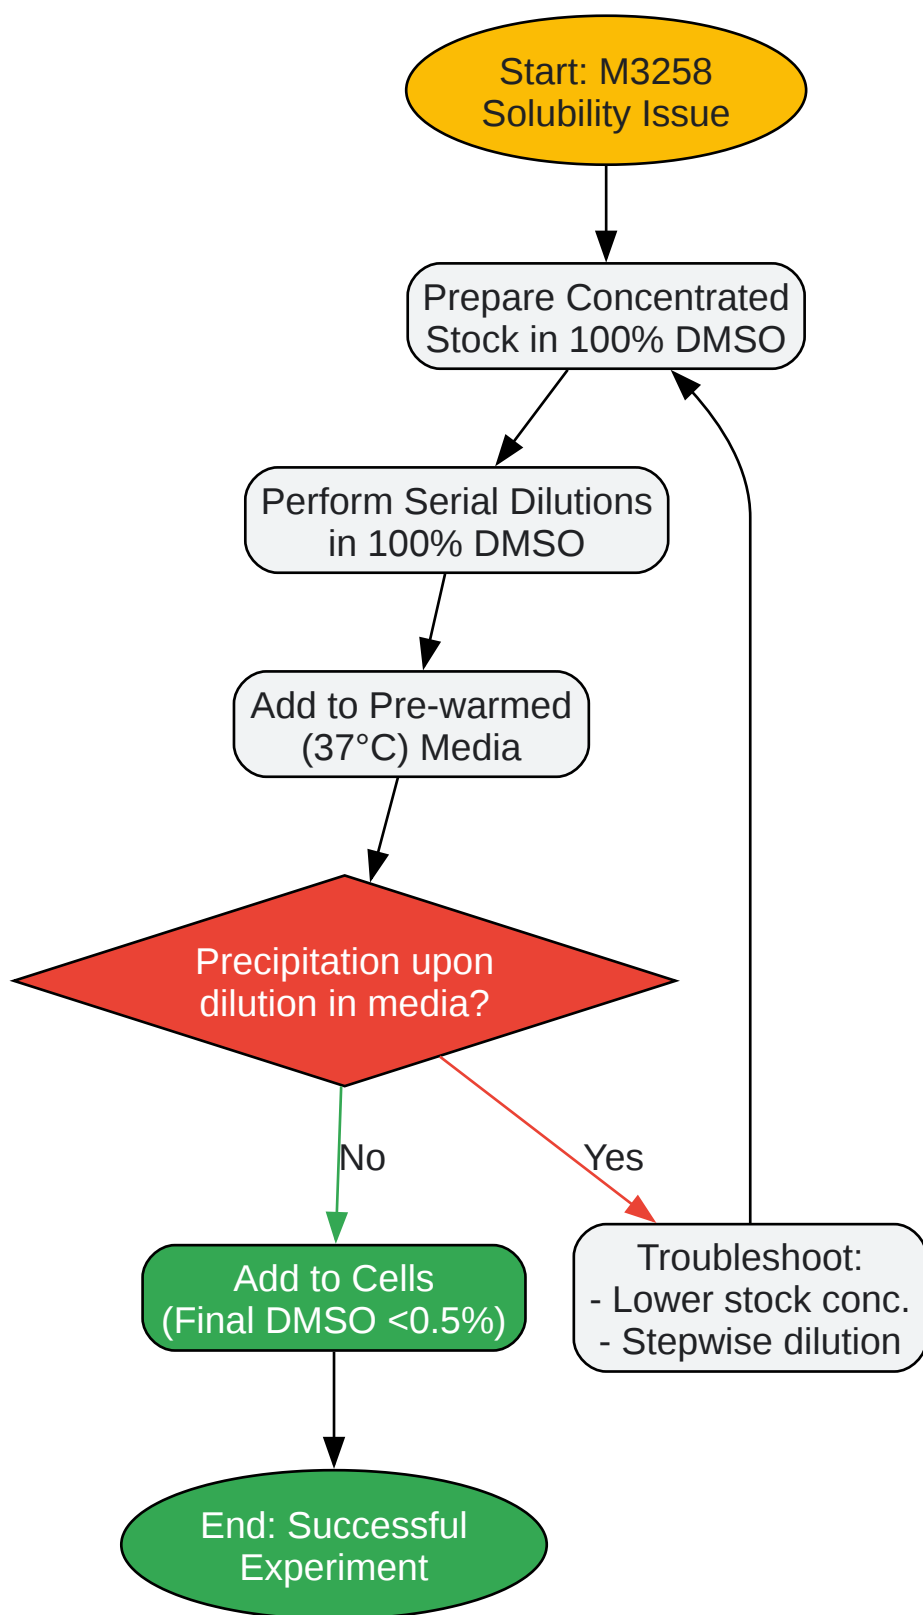 Start: M3258
Solubility Issue
Prepare Concentrated
Stock in 100% DMSO
Perform Serial Dilutions
in 100% DMSO
Add to Pre-warmed
(37°C) Media
Precipitation upon
dilution in media?
No
Yes
Add to Cells
(Final DMSO <0.5%)
Troubleshoot:
- Lower stock conc.
- Stepwise dilution
End: Successful
Experiment